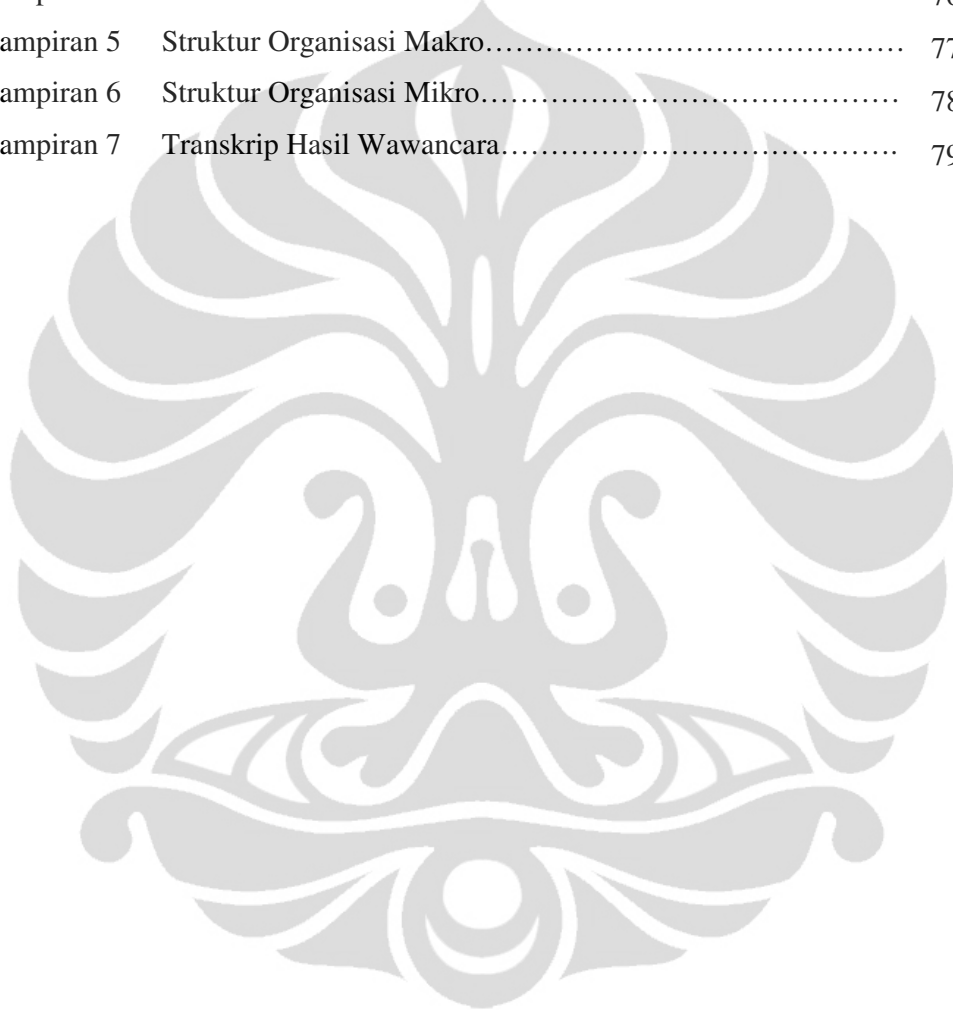 ampiran 5 Struktur Organisasi Makro…………………………………… 77
ampiran 6 Struktur Organisasi Mikro…………………………………… 78
ampiran 7 Transkrip Hasil Wawancara…………………………………. 79